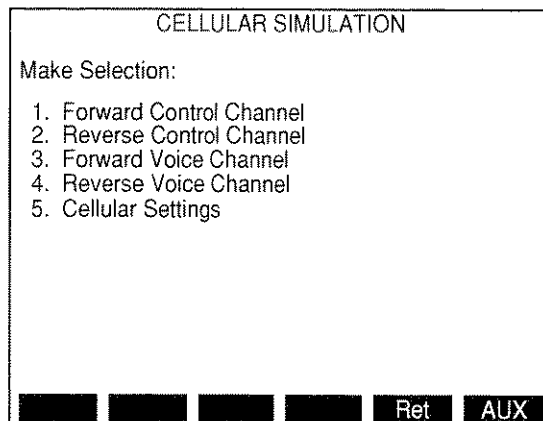 CELLULAR SIMULATION
Make Selection:
1. Forward Control Channel
2. Reverse Control Channel
3. Forward Voice Channel
4. Reverse Voice Channel
5. Cellular Settings
Ret AUX